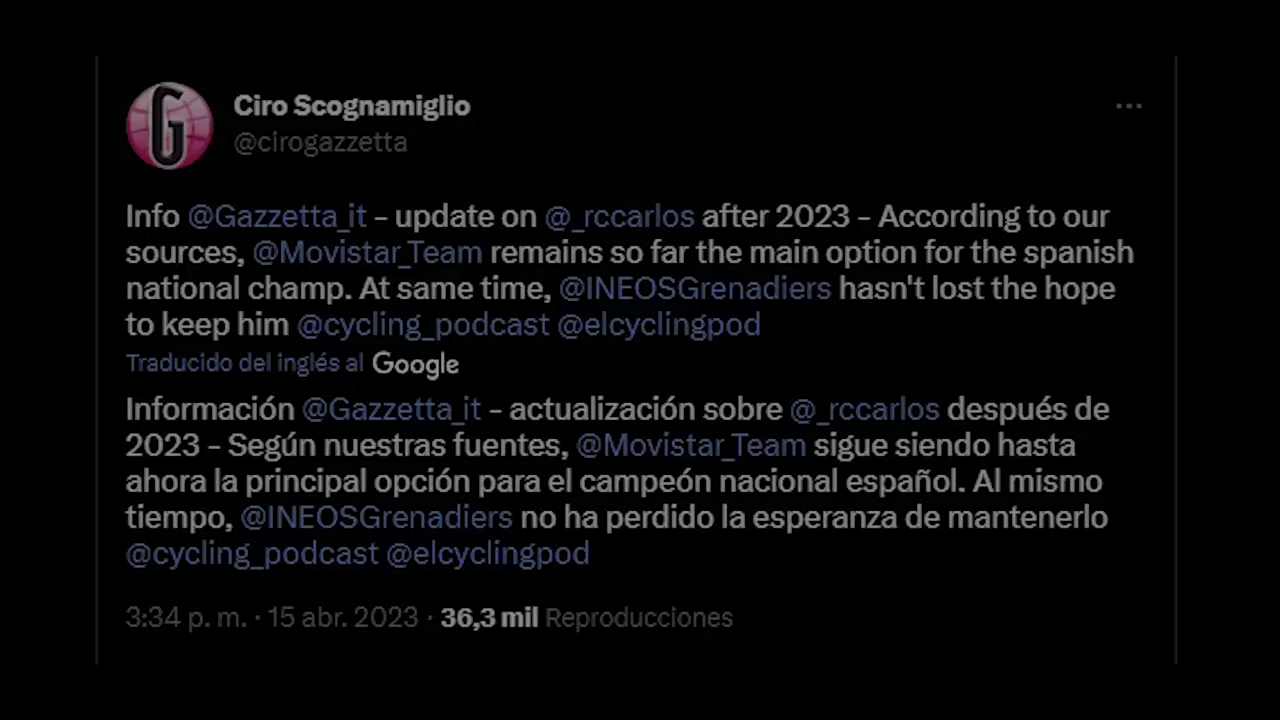 G
Ciro Scognamiglio
@cirogazzetta
Info @Gazzetta_it – update on @_rccarlos after 2023 – According to our
sources, @Movistar_Team remains so far the main option for the spanish
national champ. At same time, @INEOSGrenadiers hasn't lost the hope
to keep him @cycling_podcast @elcyclingpod
Traducido del inglés al Google
Información @Gazzetta_it – actualización sobre @_rccarlos después de
2023 – Según nuestras fuentes, @Movistar_Team sigue siendo hasta
ahora la principal opción para el campeón nacional español. Al mismo
tiempo, @INEOSGrenadiers no ha perdido la esperanza de mantenerlo
@cycling_podcast @elcyclingpod
3:34 p. m. · 15 abr. 2023 · 36,3 mil Reproducciones